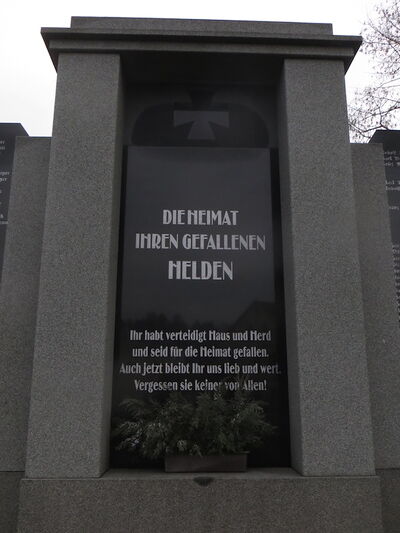 DIE HEIMAT
IHREN GEFALLENEN
HELDEN
Ihr habt verteidigt Haus und Herd
und seid für die Heimat gefallen.
Auch jetzt bleibt Ihr uns lieb und wert.
Vergessen sie keiner von Allen!